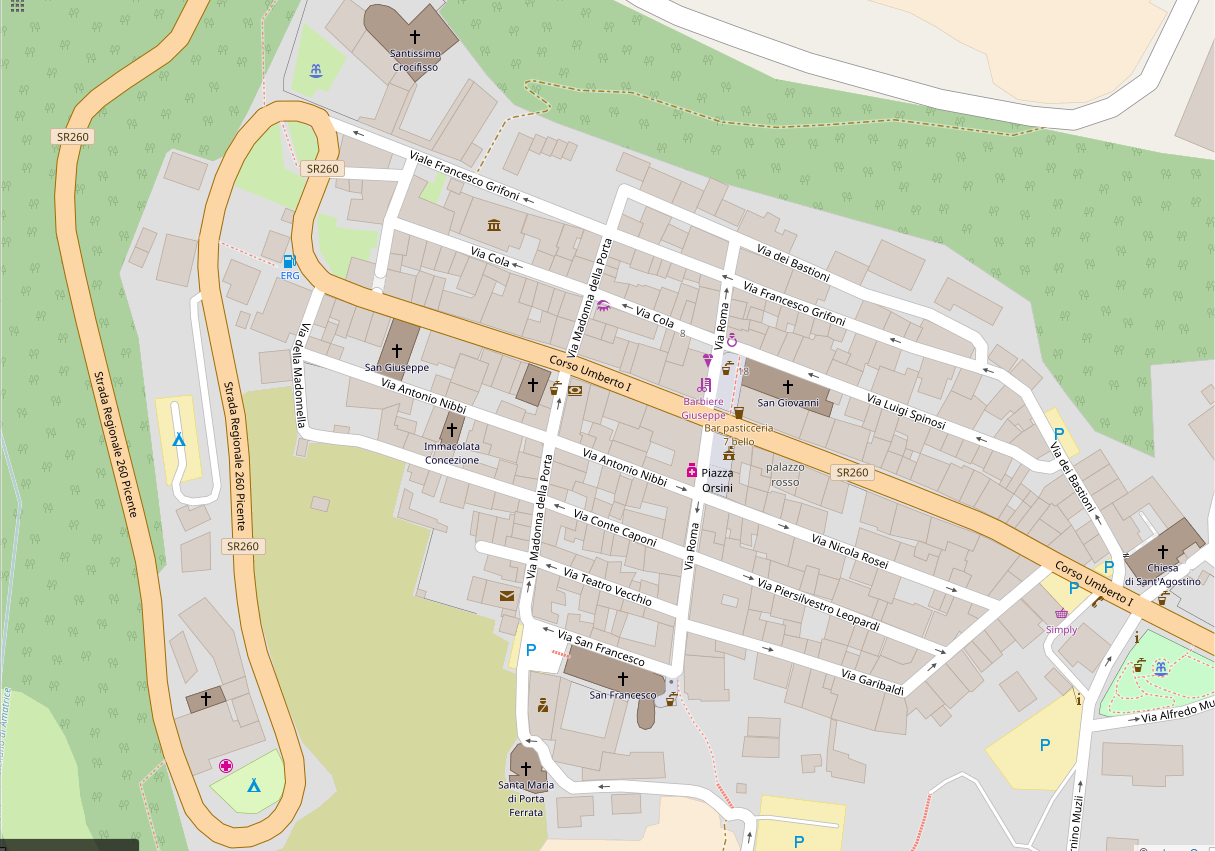 Santissimo
Crocifisso
SR260
SR260
Viale Francesco Grifoni
Via Cola
ERG
Via Madonna della Porta
Via dei Bastioni
Via Francesco Grifoni
Via Cola
8
Via Roma
18
San Giuseppe
Corso Umberto I
Via della Madonnella
Via Antonio Nibbi
Barbiere
Giuseppe
San Giovanni
Via Luigi Spinosi
Bar pasticceria
7 bello
Immacolata
Concezione
Strada Regionale 260 Picente
Strada Regionale 260 Picente
Via Antonio Nibbi
Piazza
Orsini
palazzo
rosso
SR260
P
Via dei Bastioni
Via Madonna della Porta
Via Conte Caponi
Via Roma
Via Nicola Rosei
SR260
Via Teatro Vecchio
Via Piersilvestro Leopardi
Corso Umberto I
P
P
Chiesa
di Sant'Agostino
Simply
Via San Francesco
P
San Francesco
Via Garibaldi
Via Alfredo Mu
P
Santa Maria
di Porta
Ferrata
P
no di Amatrice
rnino Muzii